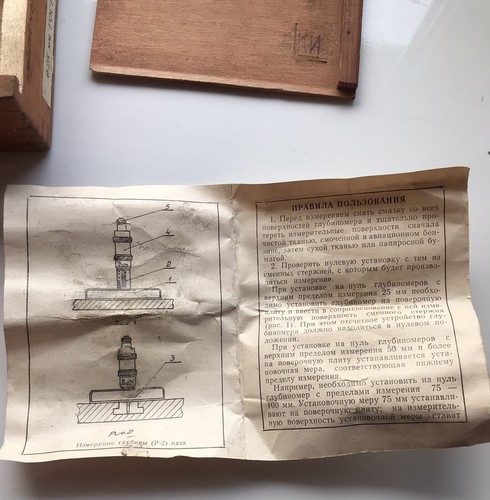 КИ
5
4
2
1
3
Рис 2
Измерение глубины (Р-2) паза
ПРАВИЛА ПОЛЬЗОВАНИЯ
1. Перед измерением снять смазку со всех
поверхностей глубиномера и тщательно про-
тереть измерительные поверхности сначала
чистой тканью, смоченной в авиационном бен-
зине, затем сухой тканью или папиросной бу-
магой.
2. Проверить нулевую установку с тем из
сменных стержней, с которым будет произво-
диться измерение.
При установке на нуль глубиномеров с
верхним пределом измерения 25 мм необхо-
димо установить глубиномер на поверочную
плиту и ввести в соприкосновение с ней изме-
рительную поверхность сменного стержня
(рис. 1). При этом отсчетное устройство глу-
биномера должно находиться в нулевом по-
ложении.
При установке на нуль глубиномеров с
верхним пределом измерения 50 мм и более
на поверочную плиту устанавливается уста-
новочная мера, соответствующая нижнему
пределу измерения.
Например, необходимо установить на нуль
глубиномер с пределами измерения 75 —
100 мм. Установочную меру 75 мм устанавли-
вают на поверочную плиту; на измеритель-
ную поверхность установочной меры ставит